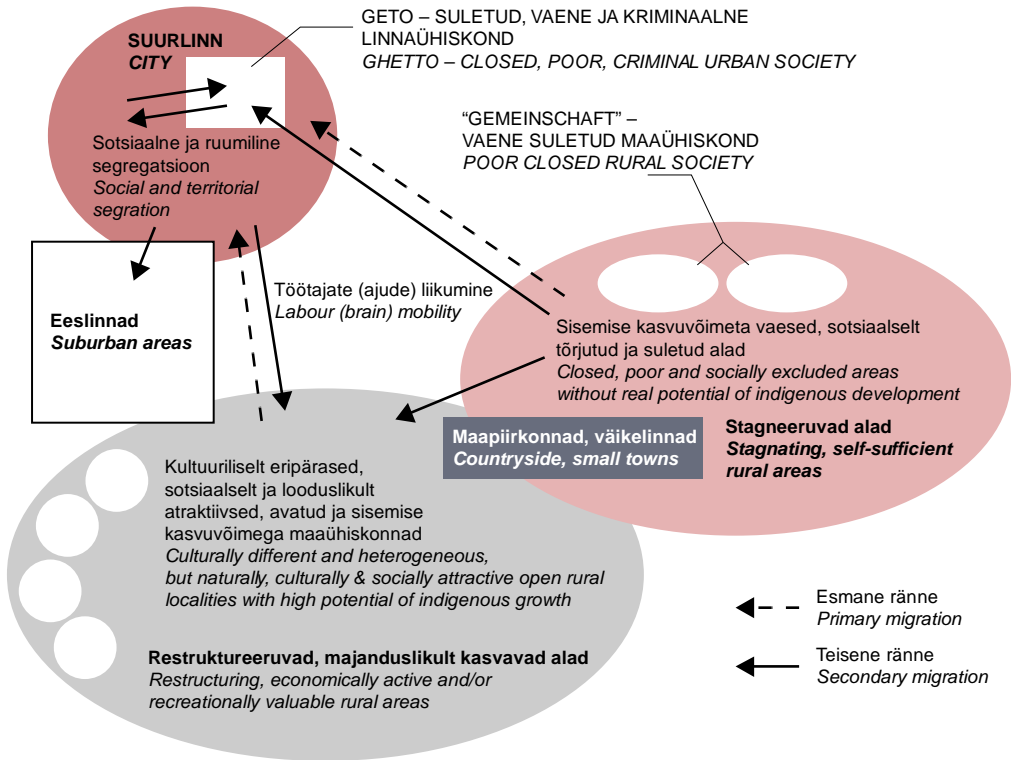 GETO – SULETUD, VAENE JA KRIMINAALNE
LINNAÜHISKOND
GHETTO – CLOSED, POOR, CRIMINAL URBAN SOCIETY
SUURLINN
CITY
"GEMEINSCHAFT" –
VAENE SULETUD MAAÜHISKOND
POOR CLOSED RURAL SOCIETY
Sotsiaalne ja ruumiline
segregatsioon
Social and territorial
segration
Eeslinnad
Suburban areas
Töötajate (ajude) liikumine
Labour (brain) mobility
Sisemise kasvuvõimeta vaesed, sotsiaalselt
tõrjutud ja suletud alad
Closed, poor and socially excluded areas
without real potential of indigenous development
Maapiirkonnad, väikelinnad
Countryside, small towns
Stagneeruvad alad
Stagnating, self-sufficient
rural areas
Kultuuriliselt eripärased,
sotsiaalselt ja looduslikult
atraktiivsed, avatud ja sisemise
kasvuvõimega maaühiskonnad
Culturally different and heterogeneous,
but naturally, culturally & socially attractive open rural
localities with high potential of indigenous growth
Restruktureeruvad, majanduslikult kasvavad alad
Restructuring, economically active and/or
recreationally valuable rural areas
Esmane ränne
Primary migration
Teisene ränne
Secondary migration